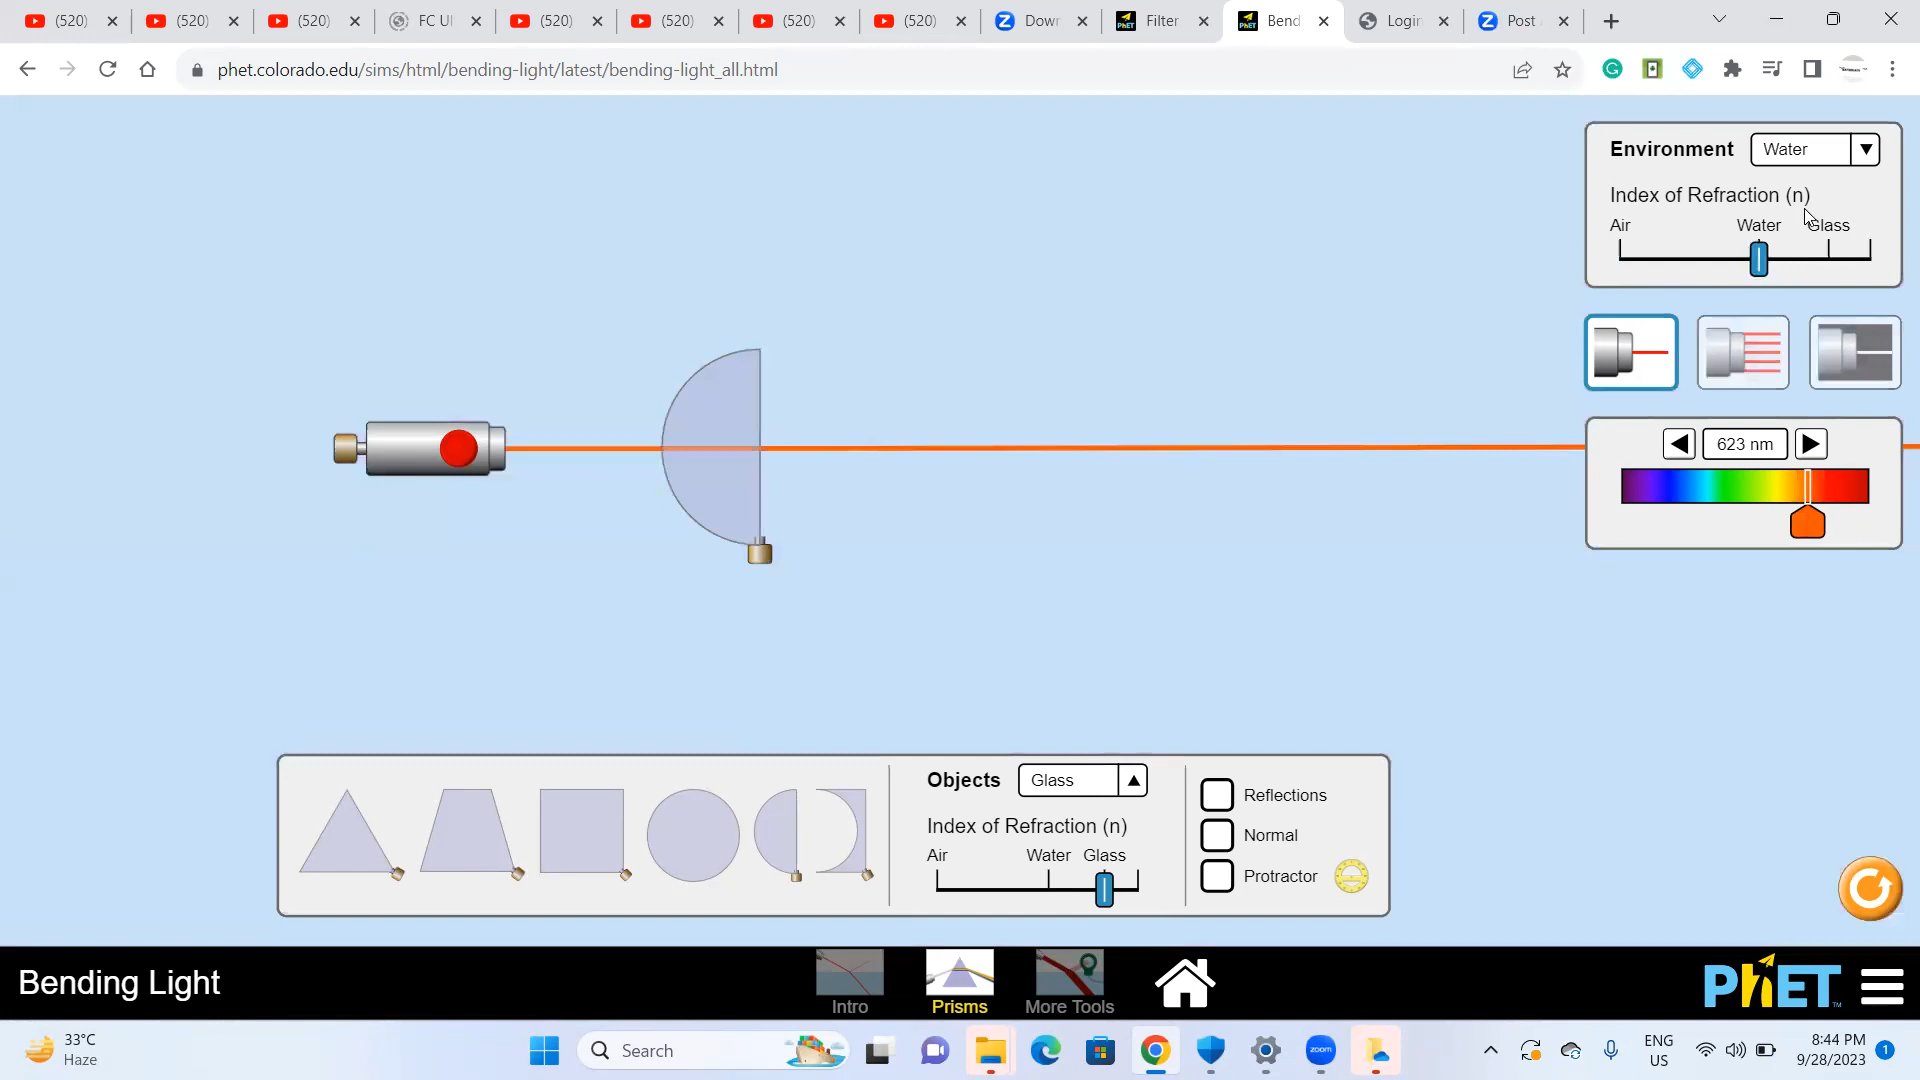 (520)
(520)
(520)
FC Ul
(520)
(520)
(520)
(520)
Down
Filter
Bend
Login
Post
phet.colorado.edu/sims/html/bending-light/latest/bending-light_all.html
Environment Water
Index of Refraction (n)
Air Water Glass
623 nm
Objects Glass
Index of Refraction (n)
Air Water Glass
Reflections
Normal
Protractor
Bending Light
Intro
Prisms
More Tools
PhET
33°C
Haze
Search
zoom
ENG
US
8:44 PM
9/28/2023
1